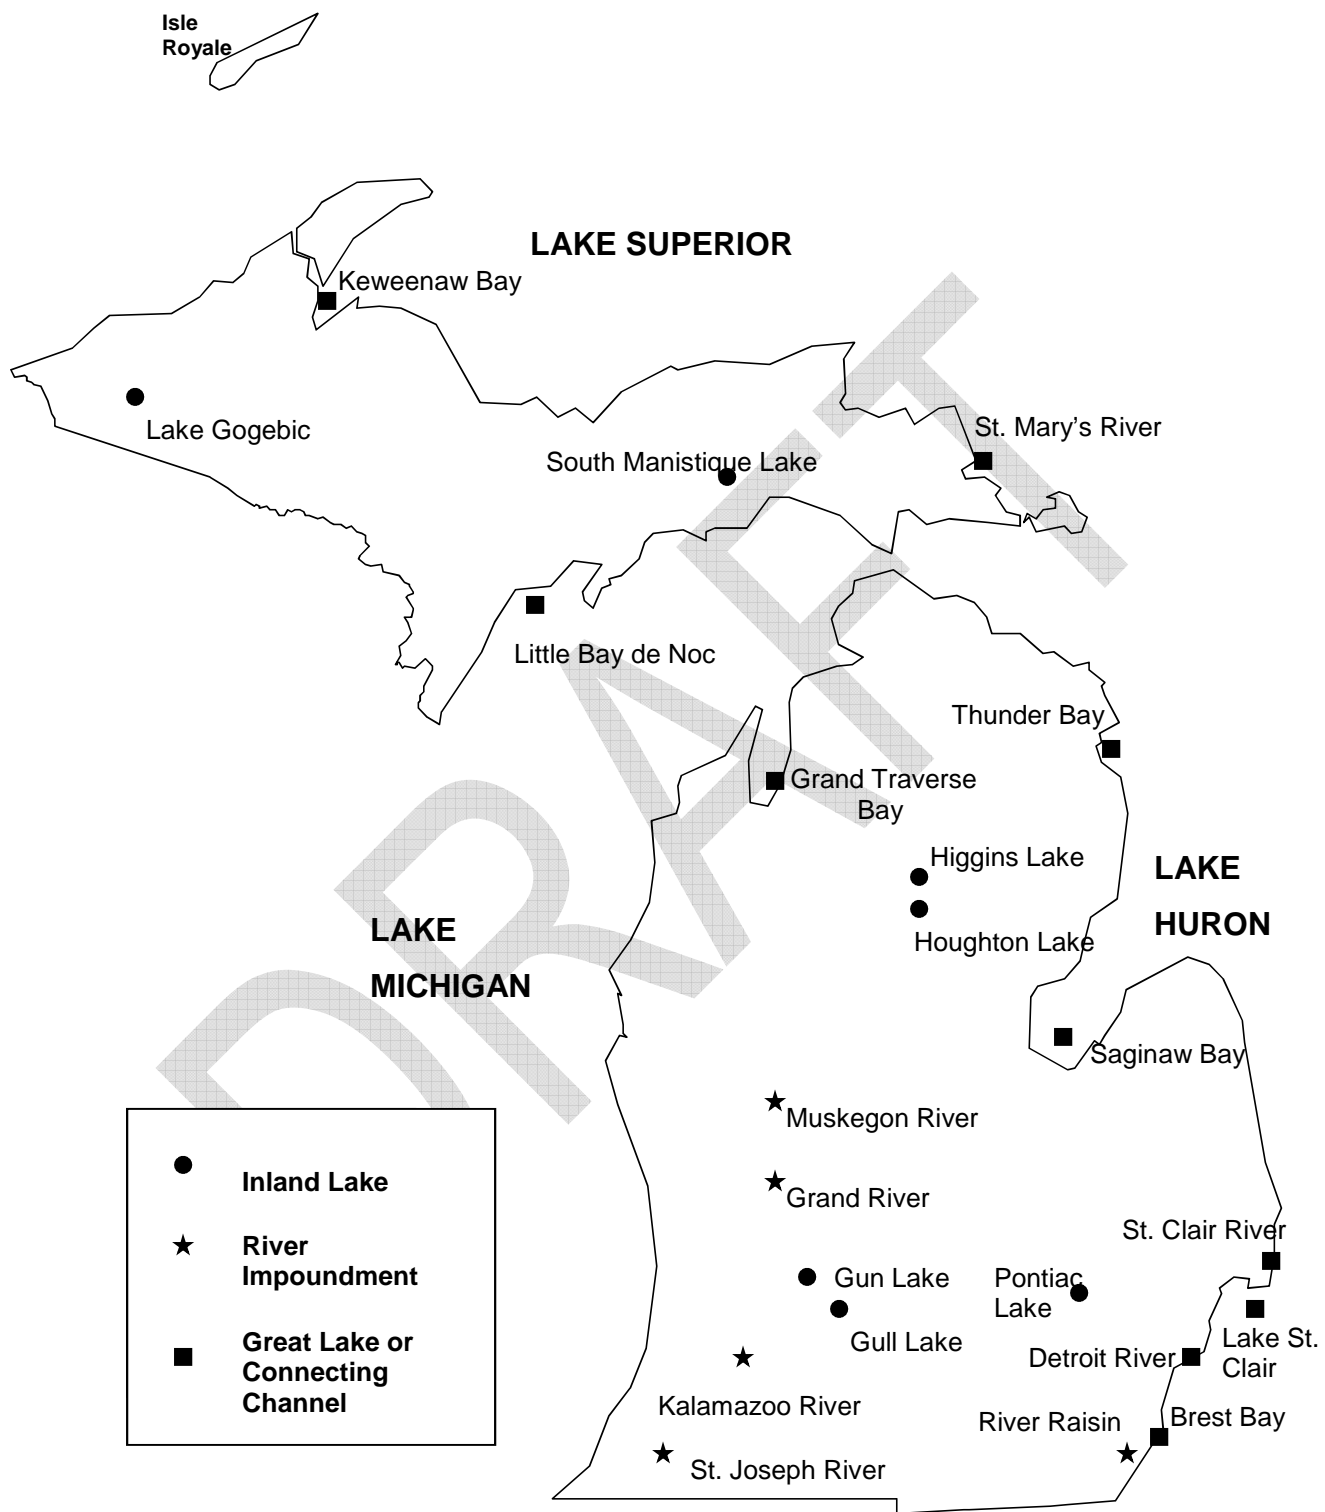 Isle
Royale
LAKE SUPERIOR
Keweenaw Bay
Lake Gogebic
St. Mary’s River
South Manistique Lake
Little Bay de Noc
Thunder Bay
Grand Traverse
Bay
Higgins Lake
LAKE
HURON
Houghton Lake
LAKE
MICHIGAN
Saginaw Bay
Muskegon River
Grand River
St. Clair River
Gun Lake
Pontiac
Lake
Gull Lake
Lake St.
Clair
Detroit River
Kalamazoo River
River Raisin
Brest Bay
St. Joseph River
Inland Lake
River
Impoundment
Great Lake or
Connecting
Channel
DRAFT